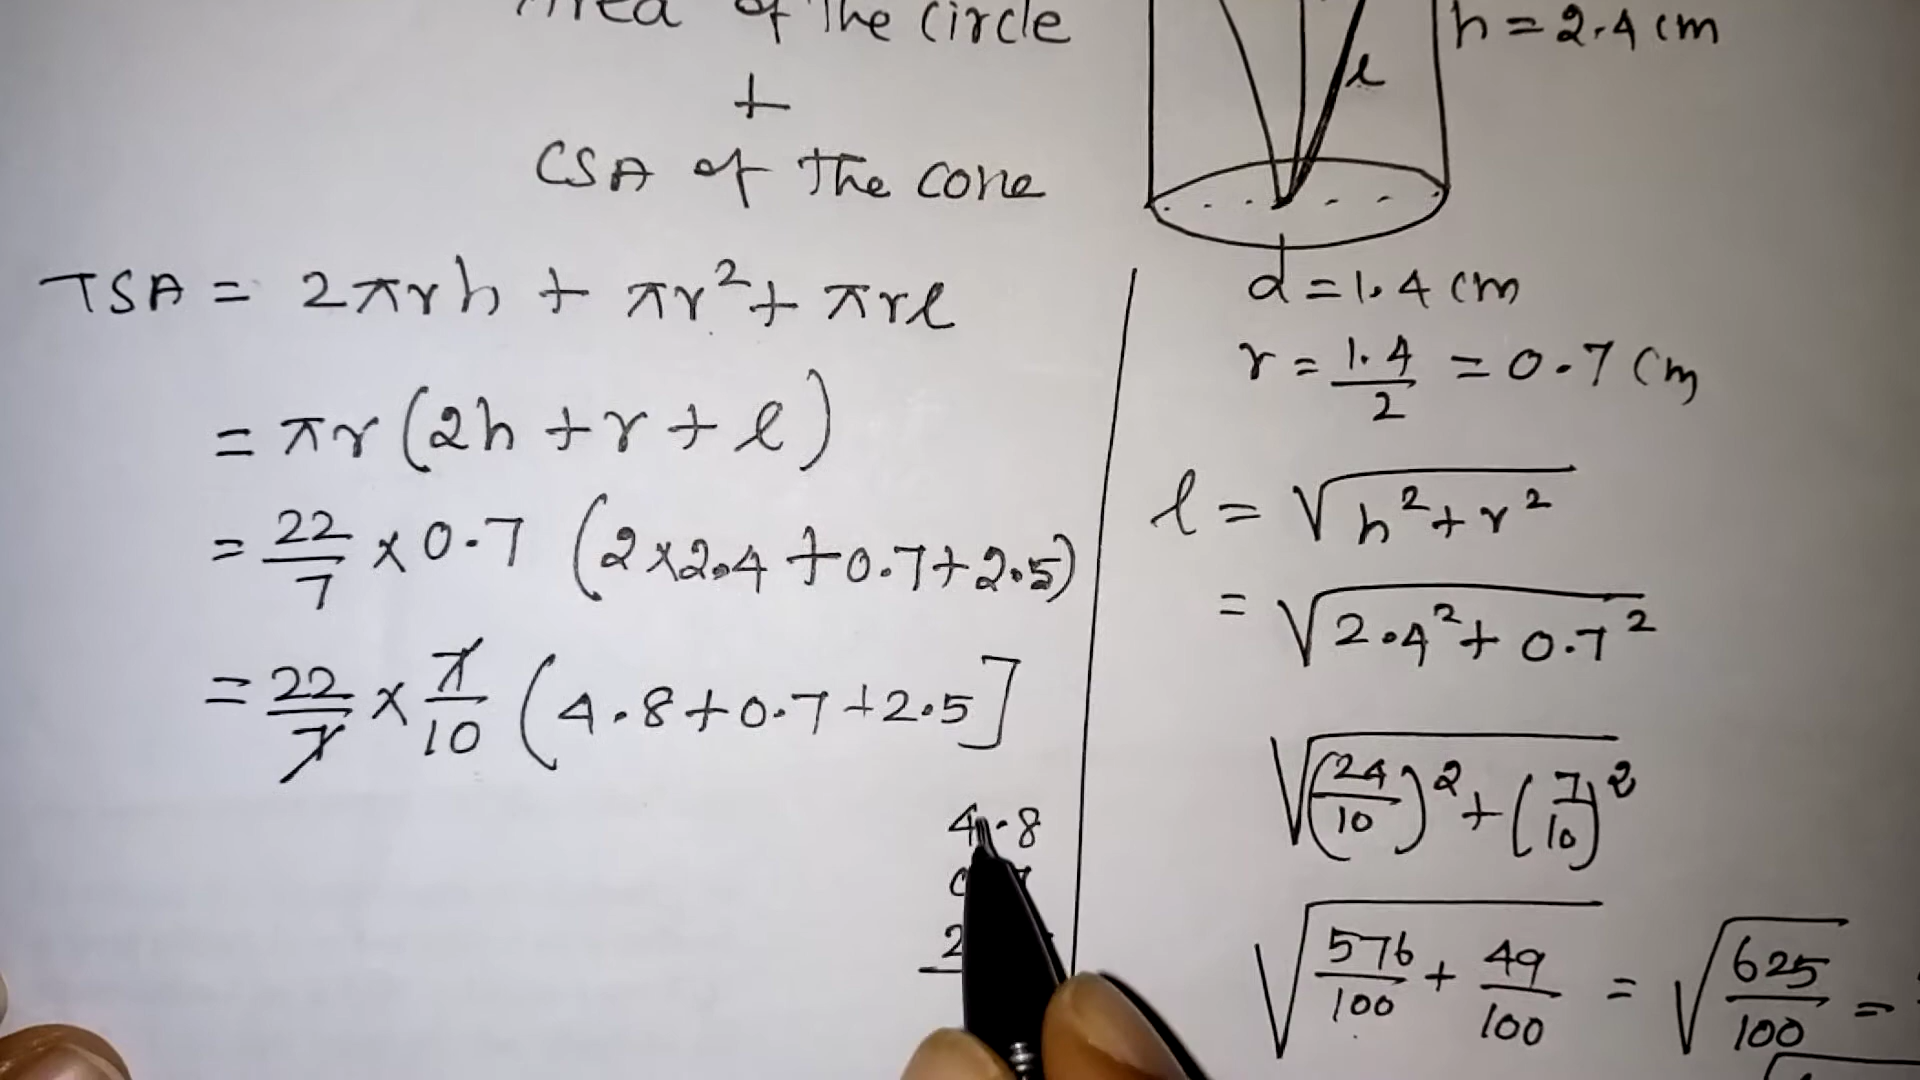 Area of The Circle
+
CSA of The cone
TSA = 2πrh + πr² + πrl
= πr (2h + r + l)
= 22/7 × 0.7 (2×2.4 + 0.7 + 2.5)
= 22/7 × 7/10 (4.8 + 0.7 + 2.5]
4.8
2
h = 2.4 cm
l
d = 1.4 cm
r = 1.4/2 = 0.7 cm
l = √h² + r²
= √2.4² + 0.7²
√(24/10)² + (7/10)²
√576/100 + 49/100 = √625/100 =